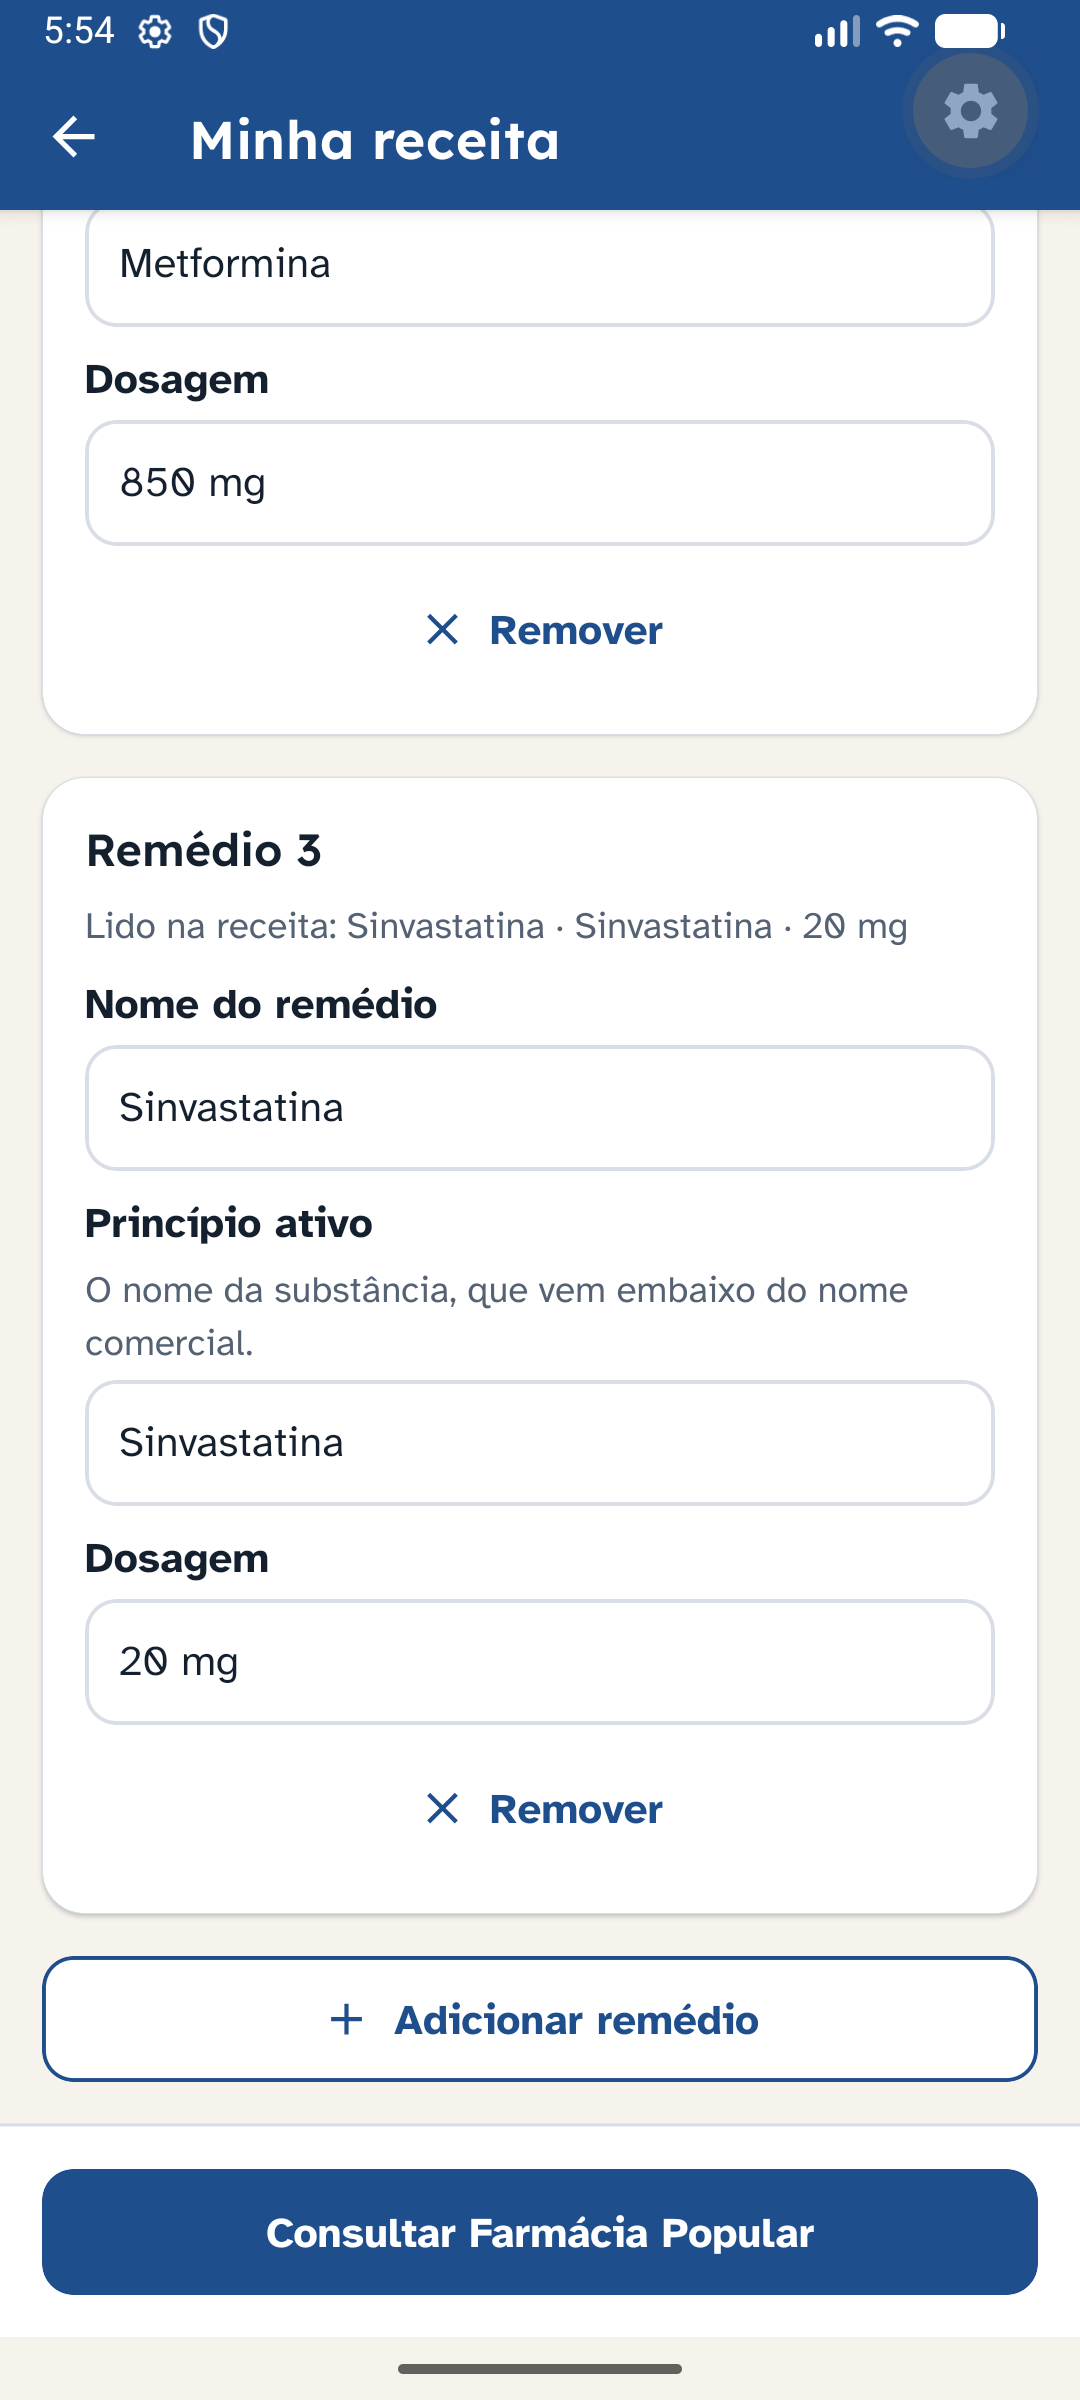 5:54
Minha receita
Metformina
Dosagem
850 mg
Remover
Remédio 3
Lido na receita: Sinvastatina · Sinvastatina · 20 mg
Nome do remédio
Sinvastatina
Princípio ativo
O nome da substância, que vem embaixo do nome
comercial.
Sinvastatina
Dosagem
20 mg
Remover
Adicionar remédio
Consultar Farmácia Popular